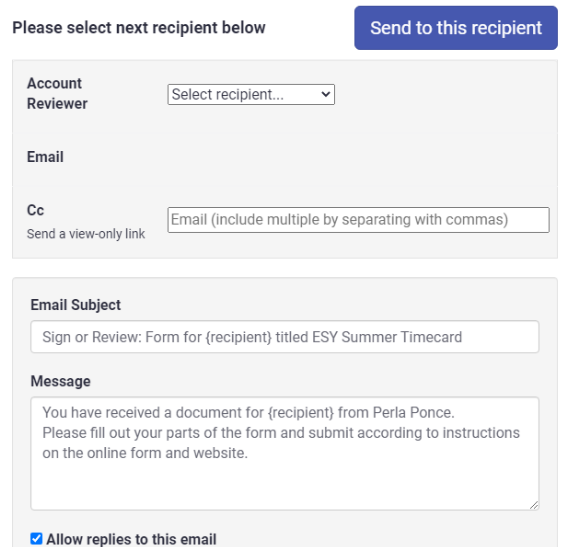 Please select next recipient below
Send to this recipient
Account
Reviewer
Select recipient...
Email
Cc
Send a view-only link
Email (include multiple by separating with commas)
Email Subject
Sign or Review: Form for {recipient} titled ESY Summer Timecard
Message
You have received a document for {recipient} from Perla Ponce.
Please fill out your parts of the form and submit according to instructions
on the online form and website.
Allow replies to this email